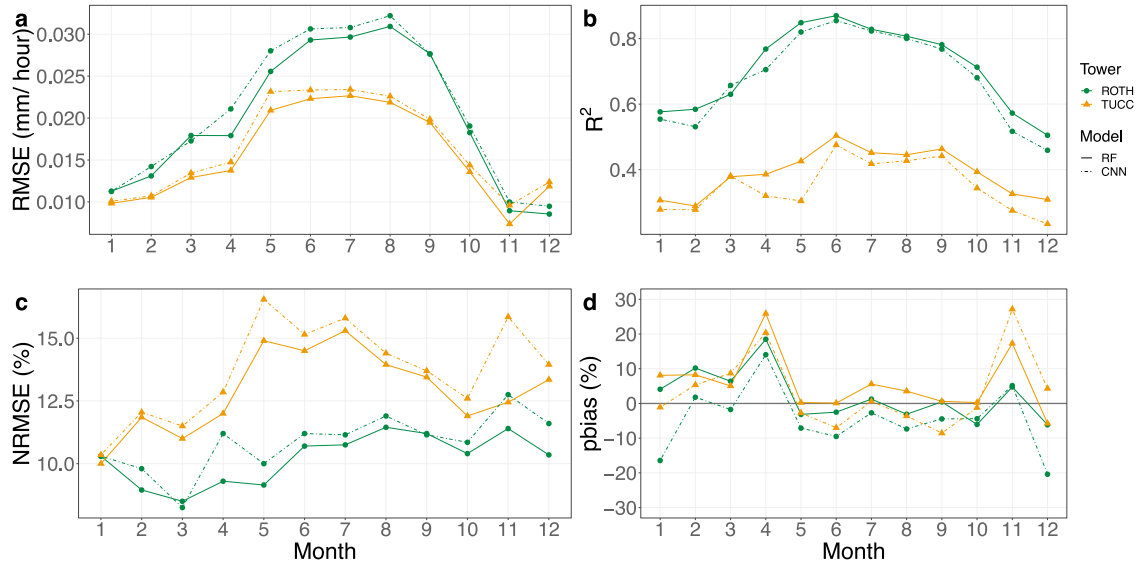 a
RMSE (mm/ hour)
0.030
0.025
0.020
0.015
0.010
1 2 3 4 5 6 7 8 9 10 11 12
b
R²
0.8
0.6
0.4
1 2 3 4 5 6 7 8 9 10 11 12
Tower
ROTH
TUCC
Model
RF
CNN
c
NRMSE (%)
15.0
12.5
10.0
1 2 3 4 5 6 7 8 9 10 11 12
Month
d
pbias (%)
30
20
10
0
−10
−20
−30
1 2 3 4 5 6 7 8 9 10 11 12
Month